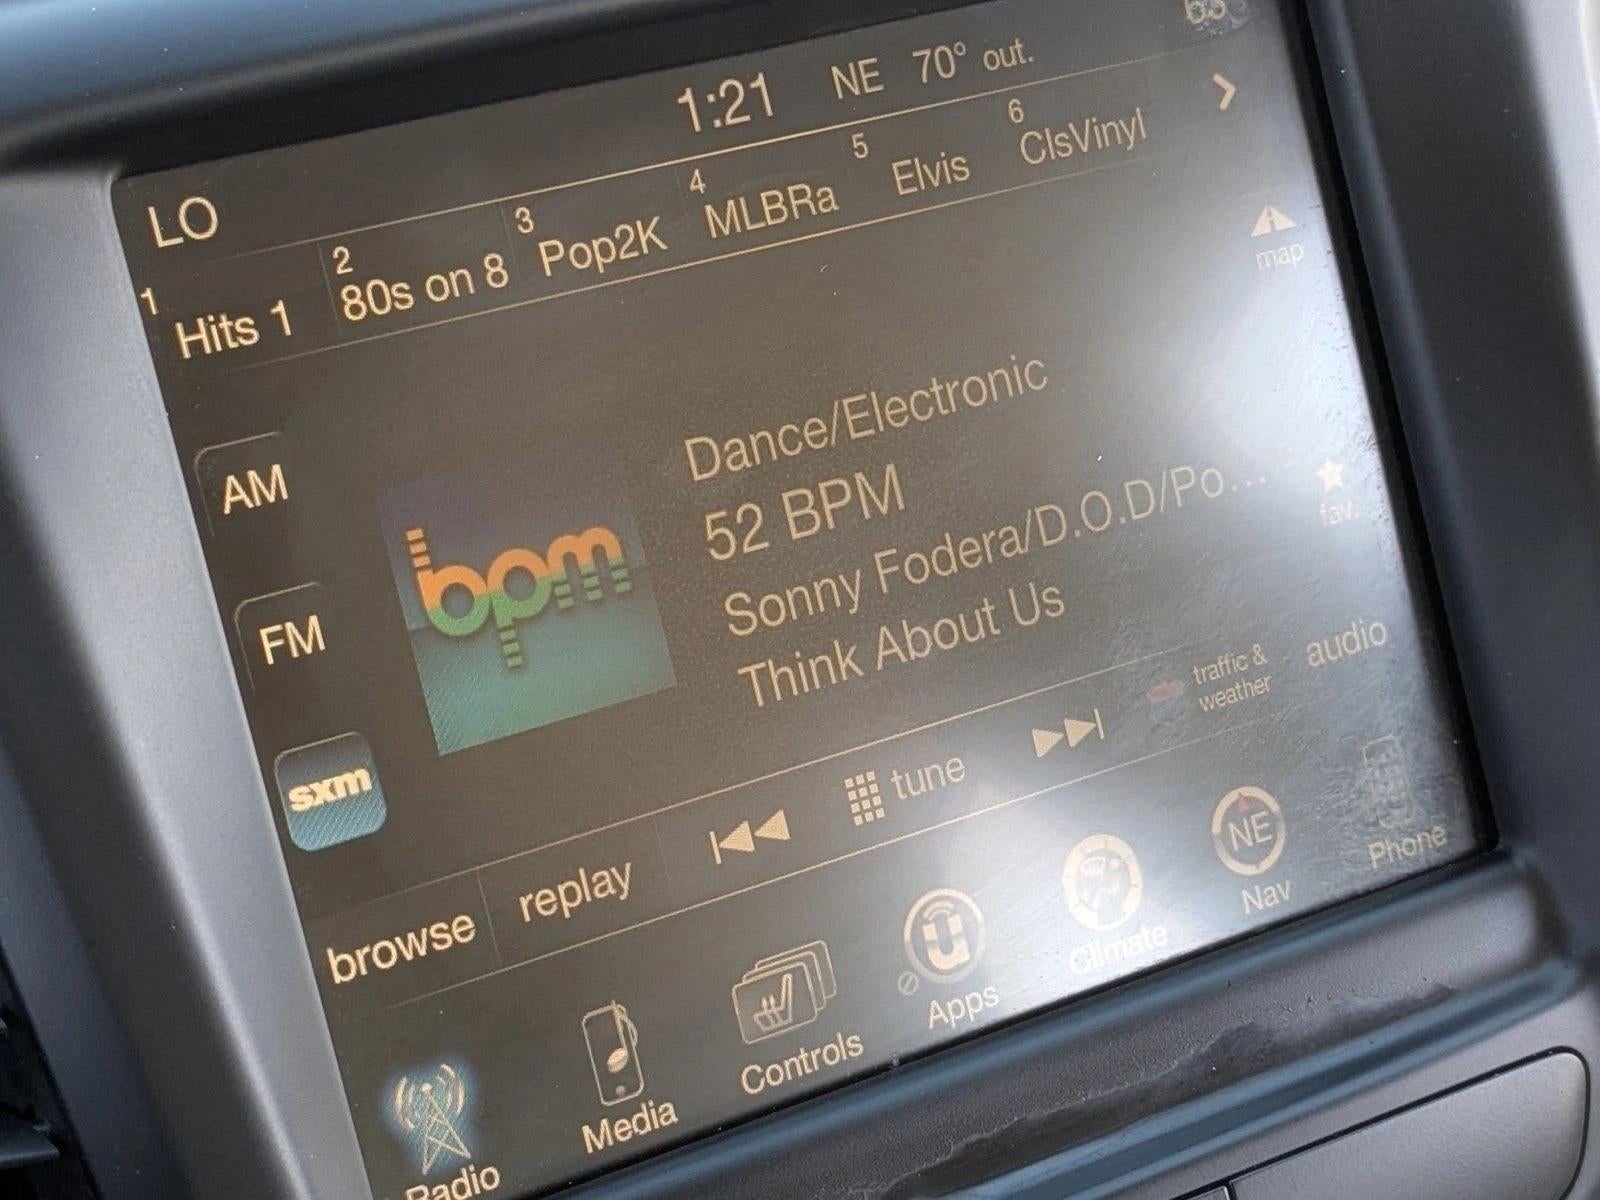 LO 1:21 NE 70° out. 63
1 Hits 1 2 80s on 8 3 Pop2K 4 MLBRa 5 Elvis 6 ClsVinyl
map
AM
Dance/Electronic
52 BPM
Sonny Fodera/D.O.D/Po...
Think About Us
bpm
fav.
FM
sxm
browse replay tune traffic & weather audio
Radio Media Controls Apps Climate NE Nav Phone